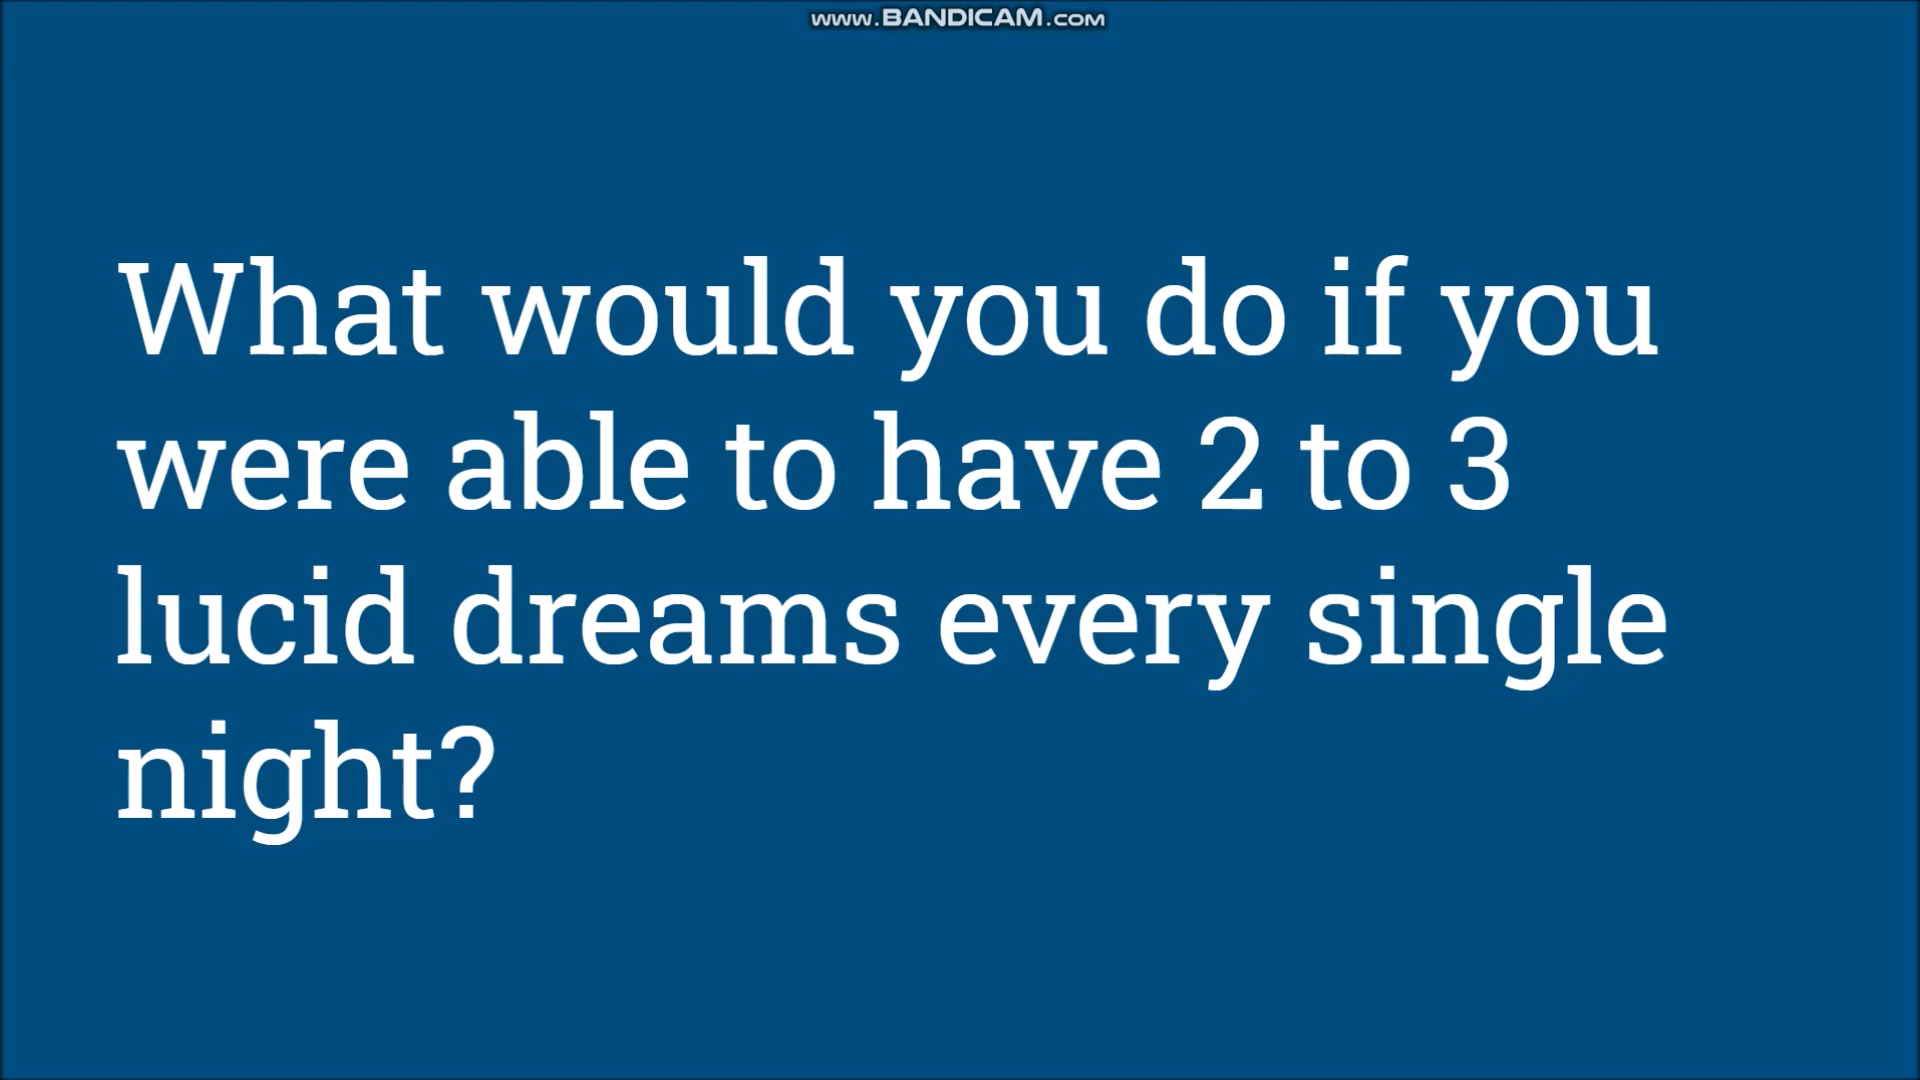 www.BANDICAM.com
What would you do if you
were able to have 2 to 3
lucid dreams every single
night?